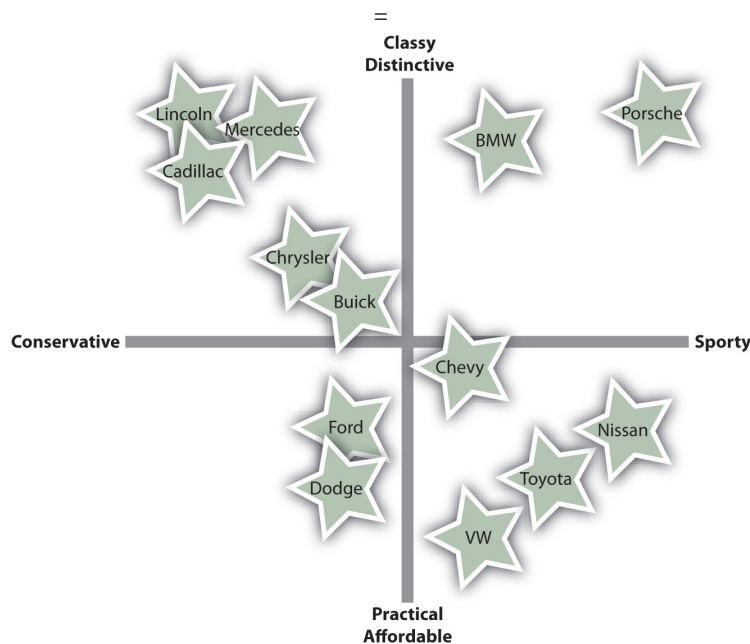 =
Classy
Distinctive
Lincoln
Mercedes
Cadillac
BMW
Porsche
Chrysler
Buick
Conservative
Sporty
Chevy
Ford
Nissan
Dodge
Toyota
VW
Practical
Affordable